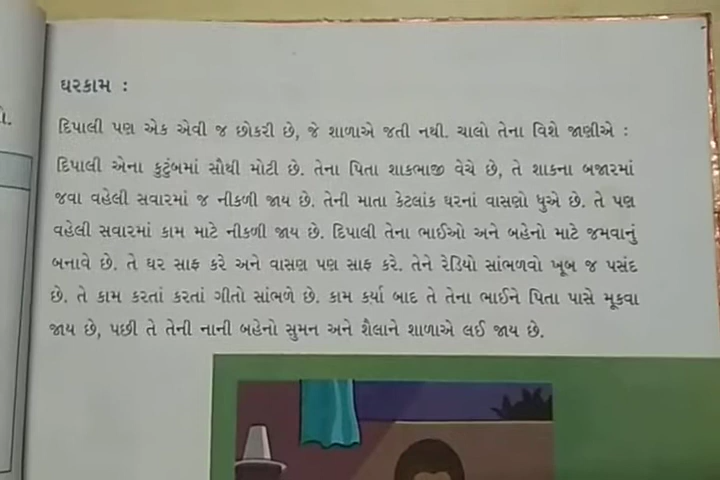 ઘરકામ :
દિપાલી પણ એક એવી જ છોકરી છે, જે શાળાએ જતી નથી. ચાલો તેના વિશે જાણીએ :
દિપાલી એના કુટુંબમાં સૌથી મોટી છે. તેના પિતા શાકભાજી વેચે છે, તે શાકના બજારમાં
જવા વહેલી સવારમાં જ નીકળી જાય છે. તેની માતા કેટલાંક ઘરનાં વાસણો ધુએ છે. તે પણ
વહેલી સવારમાં કામ માટે નીકળી જાય છે. દિપાલી તેના ભાઈઓ અને બહેનો માટે જમવાનું
બનાવે છે. તે ઘર સાફ કરે અને વાસણ પણ સાફ કરે. તેને રેડિયો સાંભળવો ખૂબ જ પસંદ
છે. તે કામ કરતાં કરતાં ગીતો સાંભળે છે. કામ કર્યા બાદ તે તેના ભાઈને પિતા પાસે મૂકવા
જાય છે, પછી તે તેની નાની બહેનો સુમન અને શૈલાને શાળાએ લઈ જાય છે.